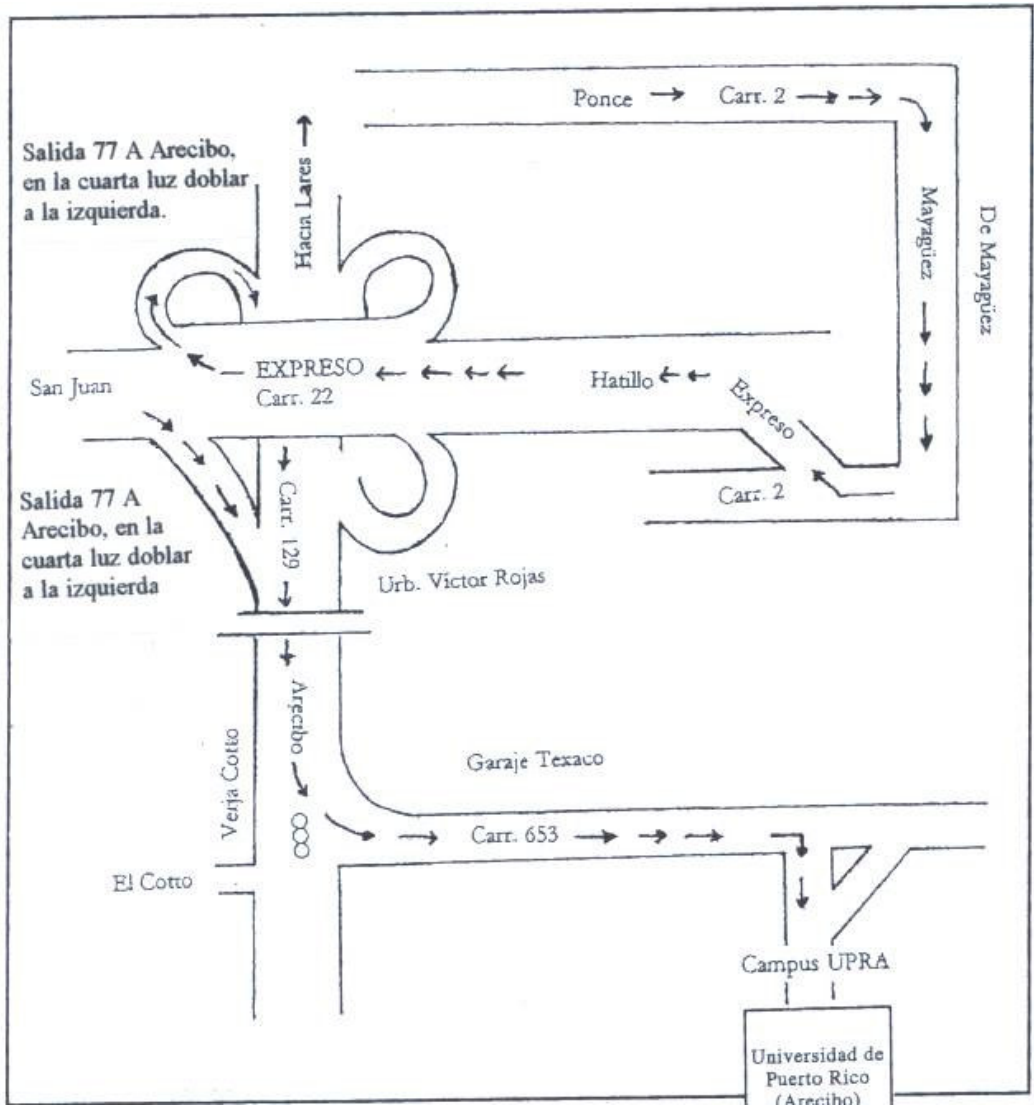 Ponce → Carr. 2
Salida 77 A Arecibo,
en la cuarta luz doblar
a la izquierda.
Hacia Lares
Mayagüez
De Mayagüez
San Juan
EXPRESO
Carr. 22
Hatillo
Expreso
Carr. 2
Salida 77 A
Arecibo, en la
cuarta luz doblar
a la izquierda
Carr. 129
Urb. Víctor Rojas
Arecibo
Verja Cotto
Garaje Texaco
Carr. 653
El Cotto
Campus UPRA
Universidad de
Puerto Rico
(Arecibo)